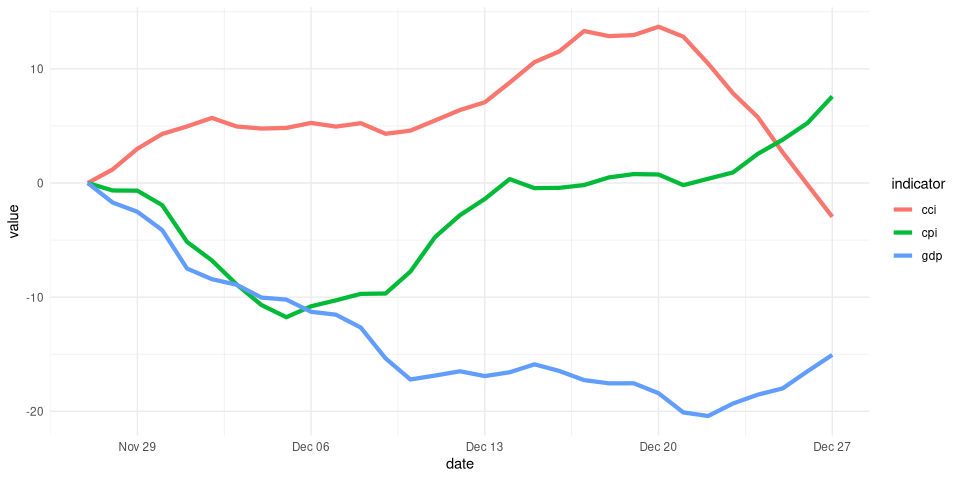 value
10
0
-10
-20
Nov 29
Dec 06
Dec 13
Dec 20
Dec 27
date
indicator
cci
cpi
gdp